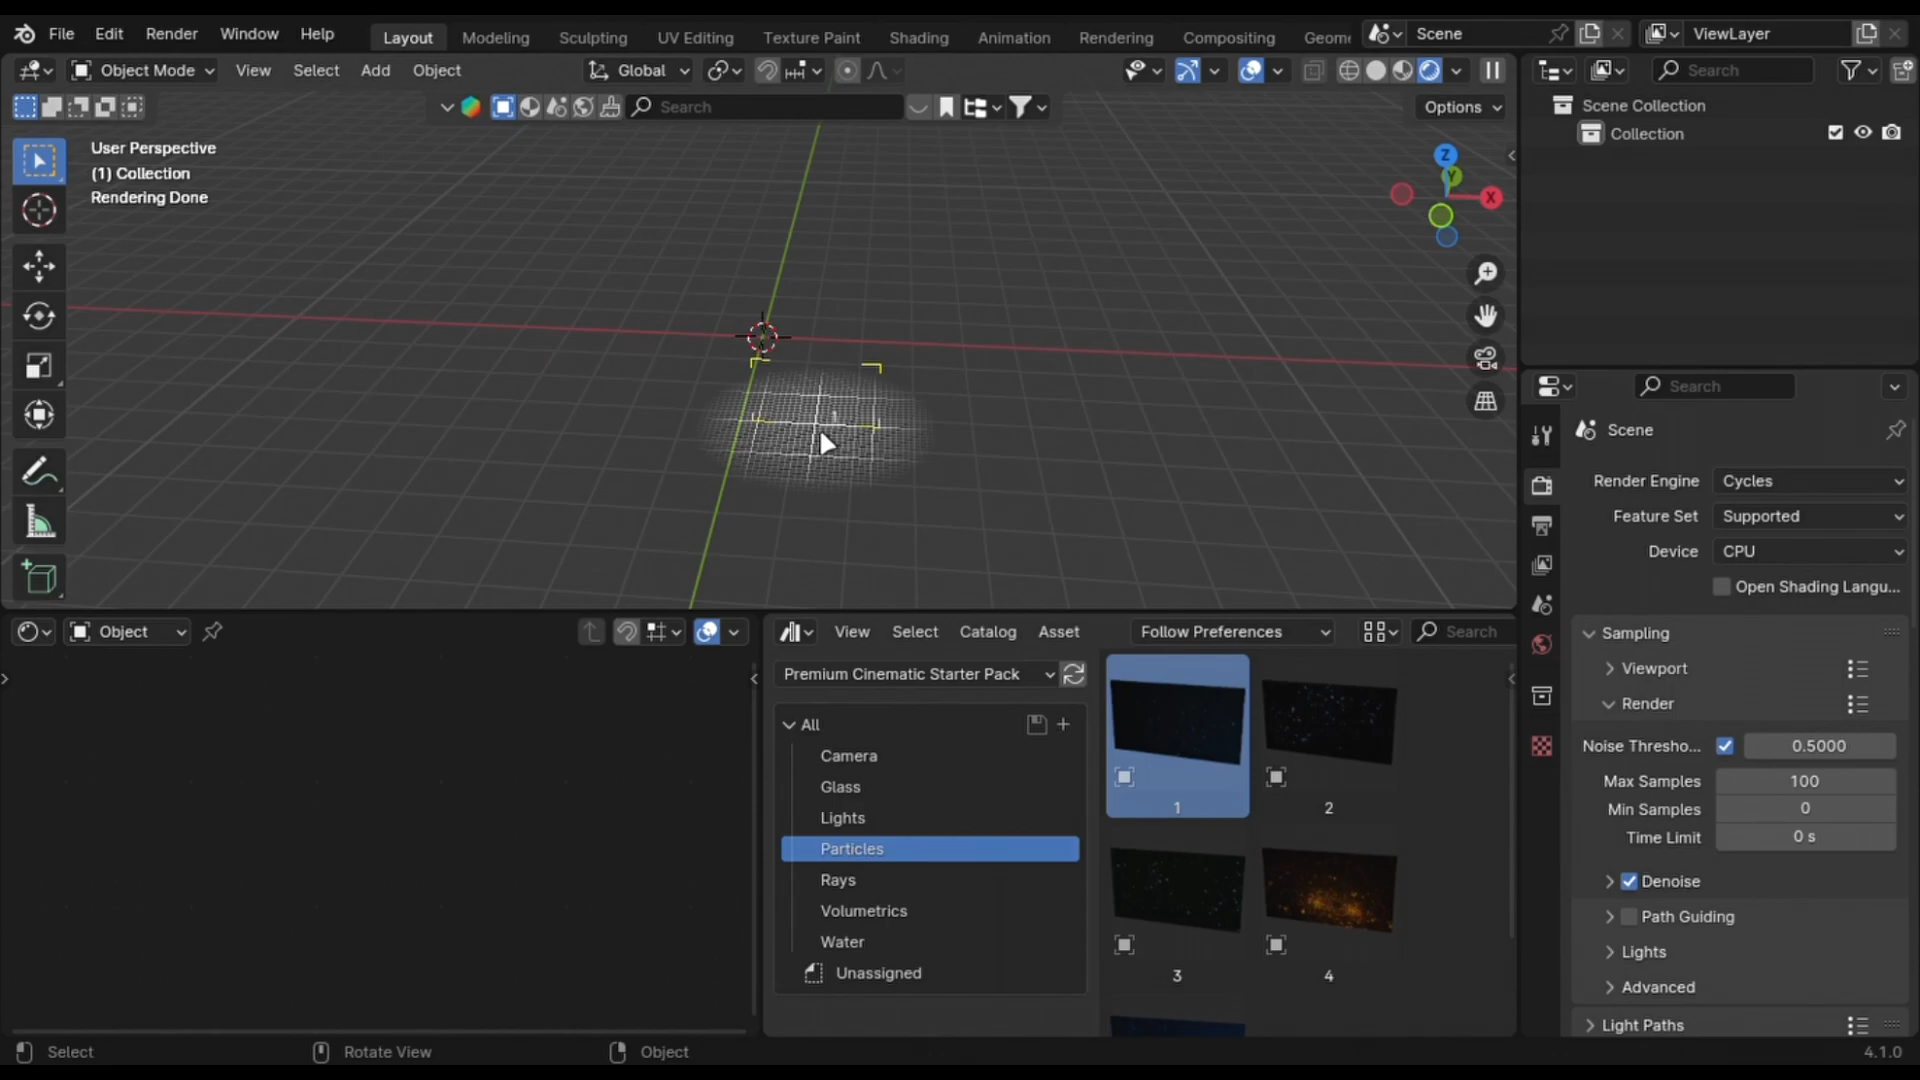 File Edit Render Window Help Layout Modeling Sculpting UV Editing Texture Paint Shading Animation Rendering Compositing Geome Scene ViewLayer
Object Mode View Select Add Object Global Search
Search Options
Scene Collection
Collection
User Perspective
(1) Collection
Rendering Done
Z
Y
X
1
Search
Scene
Render Engine Cycles
Feature Set Supported
Device CPU
Open Shading Langu...
Sampling
Viewport
Render
Noise Thresho... 0.5000
Max Samples 100
Min Samples 0
Time Limit 0 s
Denoise
Path Guiding
Lights
Advanced
Light Paths
Object
View Select Catalog Asset Follow Preferences Search
Premium Cinematic Starter Pack
All
Camera
Glass
Lights
Particles
Rays
Volumetrics
Water
Unassigned
1 2
3 4
Select Rotate View Object 4.1.0